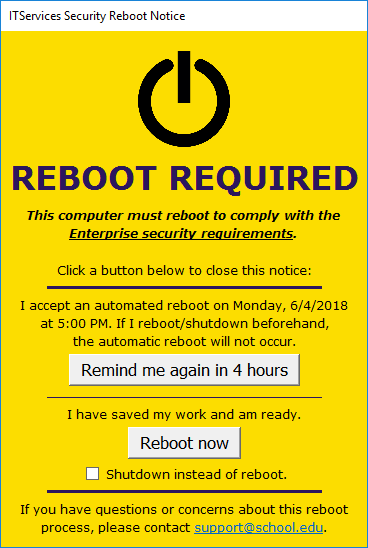 ITServices Security Reboot Notice
REBOOT REQUIRED
This computer must reboot to comply with the
Enterprise security requirements.
Click a button below to close this notice:
I accept an automated reboot on Monday, 6/4/2018
at 5:00 PM. If I reboot/shutdown beforehand,
the automatic reboot will not occur.
Remind me again in 4 hours
I have saved my work and am ready.
Reboot now
Shutdown instead of reboot.
If you have questions or concerns about this reboot
process, please contact support@school.edu.